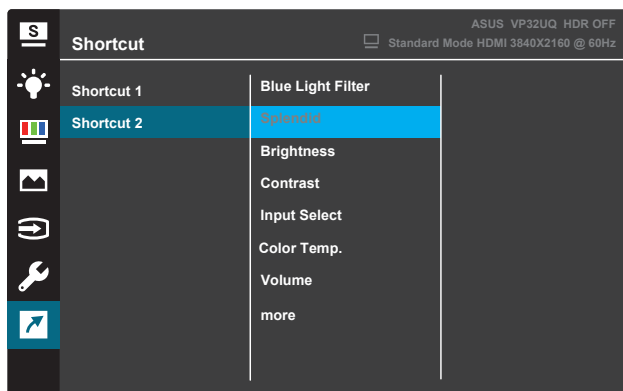 S
ASUS VP32UQ HDR OFF
Shortcut
Standard Mode HDMI 3840X2160 @ 60Hz
Shortcut 1
Shortcut 2
Blue Light Filter
Splendid
Brightness
Contrast
Input Select
Color Temp.
Volume
more